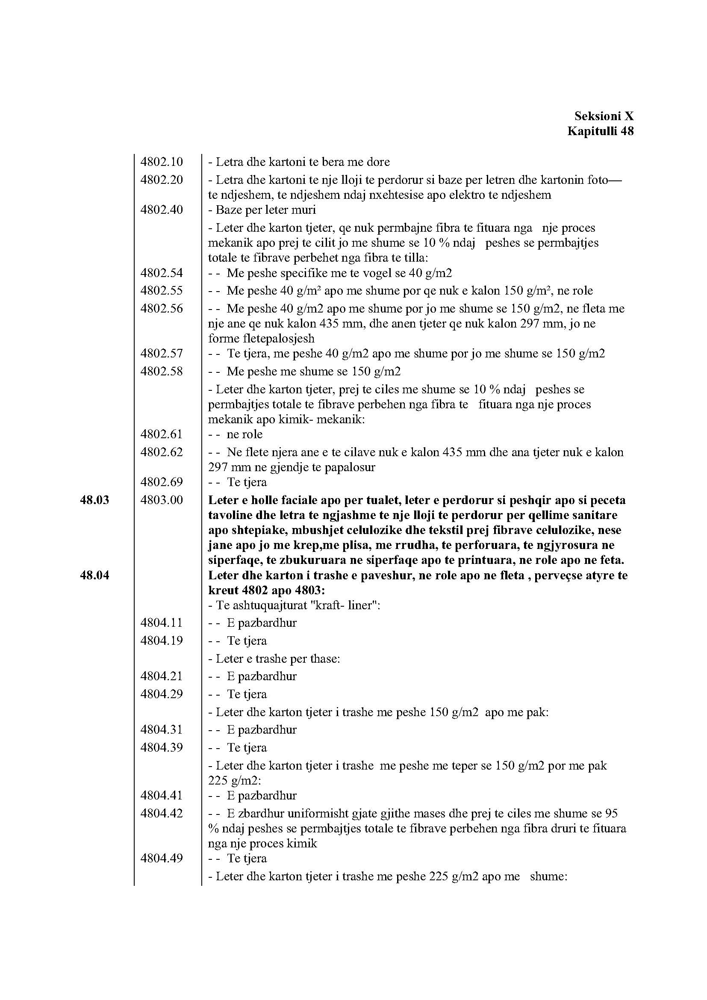 Seksioni X
Kapitulli 48
4802.10 - Letra dhe kartoni te bera me dore
4802.20 - Letra dhe kartoni te nje lloji te perdorur si baze per letren dhe kartonin foto—
te ndjeshem, te ndjeshem ndaj nxehtesise apo elektro te ndjeshem
4802.40 - Baze per leter muri
- Leter dhe karton tjeter, qe nuk permbajne fibra te fituara nga   nje proces
mekanik apo prej te cilit jo me shume se 10 % ndaj   peshes se permbajtjes
totale te fibrave perbehet nga fibra te tilla:
4802.54 - -  Me peshe specifike me te vogel se 40 g/m2
4802.55 - -  Me peshe 40 g/m² apo me shume por qe nuk e kalon 150 g/m², ne role
4802.56 - -  Me peshe 40 g/m2 apo me shume por jo me shume se 150 g/m2, ne fleta me
nje ane qe nuk kalon 435 mm, dhe anen tjeter qe nuk kalon 297 mm, jo ne
forme fletepalosjesh
4802.57 - -  Te tjera, me peshe 40 g/m2 apo me shume por jo me shume se 150 g/m2
4802.58 - -  Me peshe me shume se 150 g/m2
- Leter dhe karton tjeter, prej te ciles me shume se 10 % ndaj   peshes se
permbajtjes totale te fibrave perbehen nga fibra te   fituara nga nje proces
mekanik apo kimik- mekanik:
4802.61 - -  ne role
4802.62 - -  Ne flete njera ane e te cilave nuk e kalon 435 mm dhe ana tjeter nuk e kalon
297 mm ne gjendje te papalosur
4802.69 - -  Te tjera
48.03 4803.00 Leter e holle faciale apo per tualet, leter e perdorur si peshqir apo si peceta
tavoline dhe letra te ngjashme te nje lloji te perdorur per qellime sanitare
apo shtepiake, mbushjet celulozike dhe tekstil prej fibrave celulozike, nese
jane apo jo me krep,me plisa, me rrudha, te perforuara, te ngjyrosura ne
siperfaqe, te zbukuruara ne siperfaqe apo te printuara, ne role apo ne feta.
48.04 Leter dhe karton i trashe e paveshur, ne role apo ne fleta , perveçse atyre te
kreut 4802 apo 4803:
- Te ashtuquajturat "kraft- liner":
4804.11 - -  E pazbardhur
4804.19 - -  Te tjera
- Leter e trashe per thase:
4804.21 - -  E pazbardhur
4804.29 - -  Te tjera
- Leter dhe karton tjeter i trashe me peshe 150 g/m2  apo me pak:
4804.31 - -  E pazbardhur
4804.39 - -  Te tjera
- Leter dhe karton tjeter i trashe  me peshe me teper se 150 g/m2 por me pak
225 g/m2:
4804.41 - -  E pazbardhur
4804.42 - -  E zbardhur uniformisht gjate gjithe mases dhe prej te ciles me shume se 95
% ndaj peshes se permbajtjes totale te fibrave perbehen nga fibra druri te fituara
nga nje proces kimik
4804.49 - -  Te tjera
- Leter dhe karton tjeter i trashe me peshe 225 g/m2 apo me   shume: